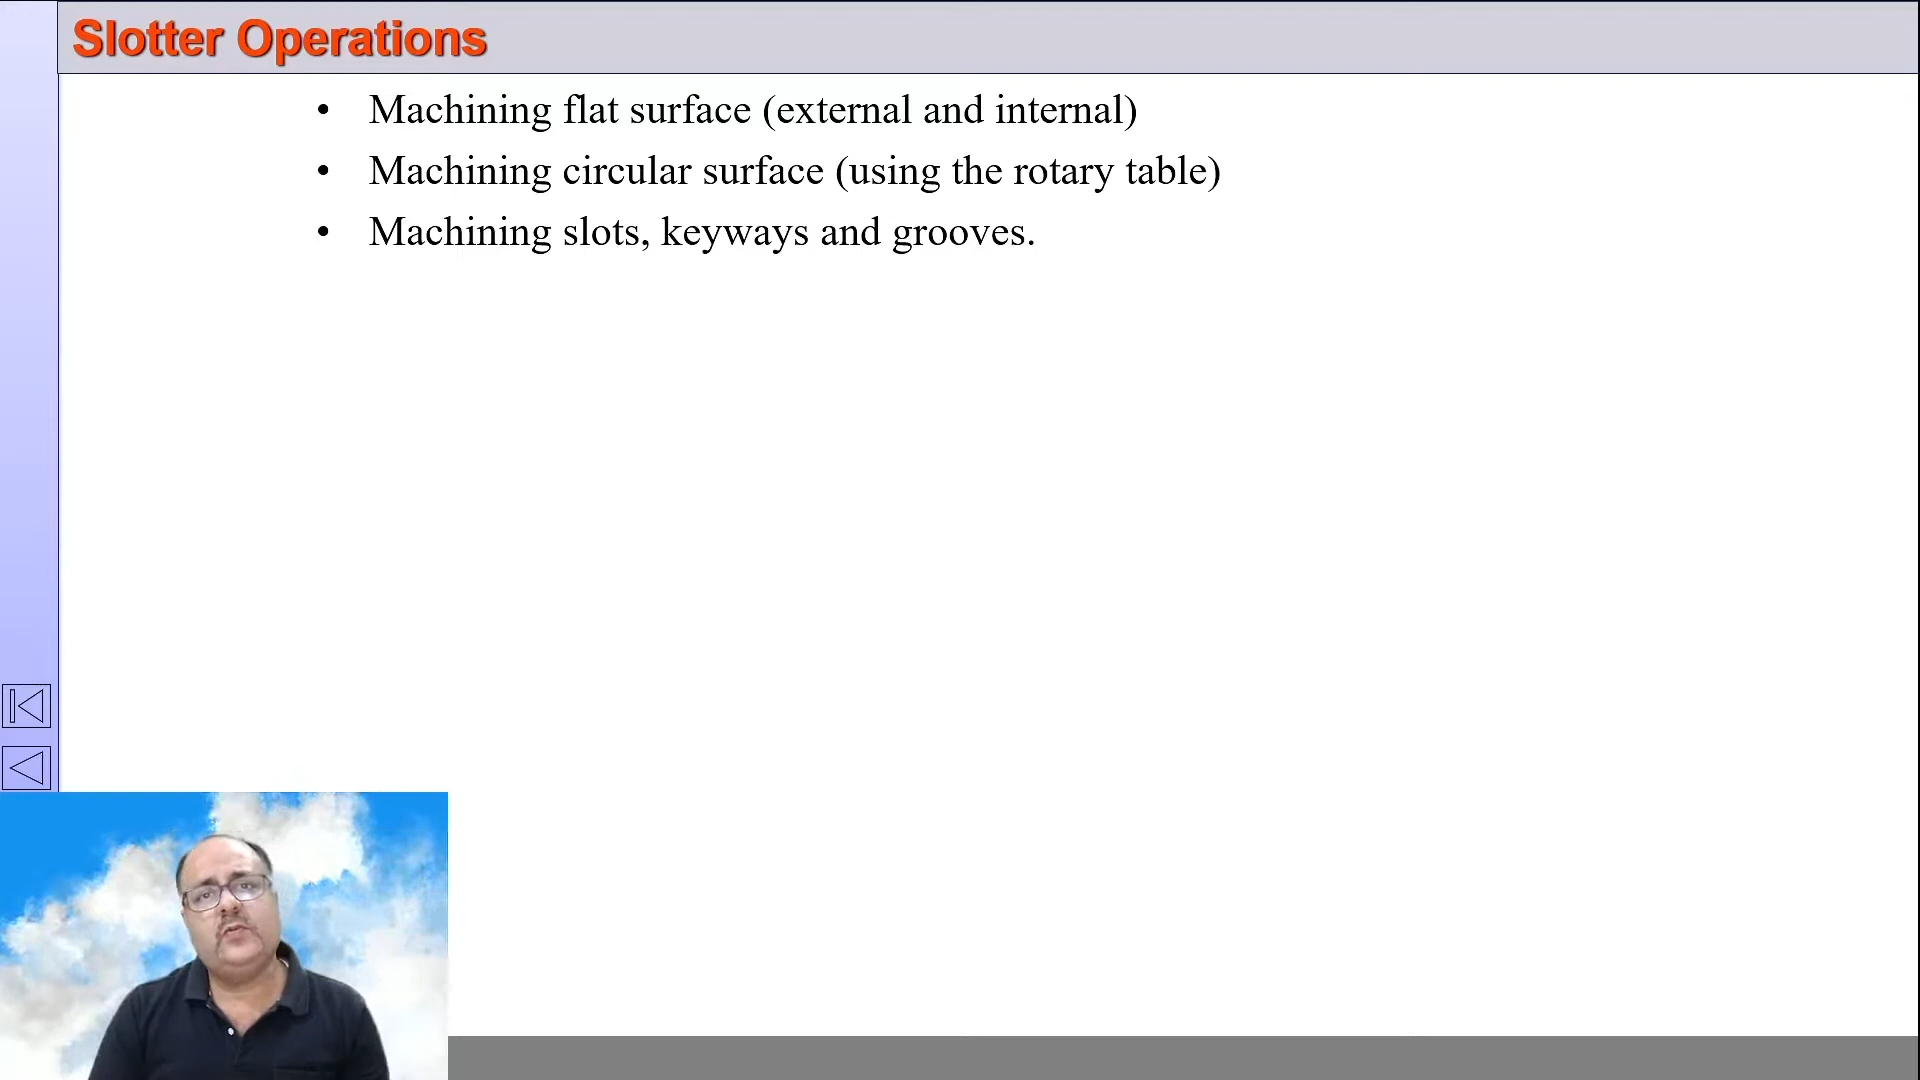 Slotter Operations
• Machining flat surface (external and internal)
• Machining circular surface (using the rotary table)
• Machining slots, keyways and grooves.